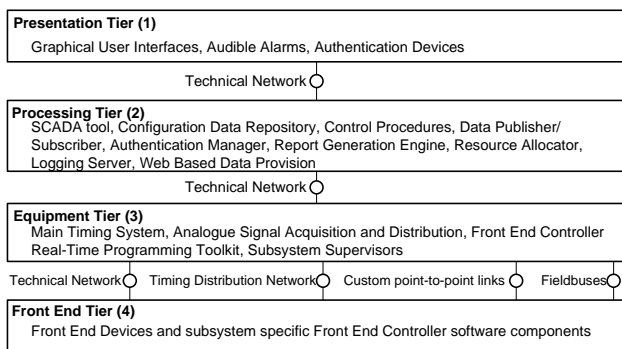 Presentation Tier (1)
Graphical User Interfaces, Audible Alarms, Authentication Devices
Technical Network
Processing Tier (2)
SCADA tool, Configuration Data Repository, Control Procedures, Data Publisher/
Subscriber, Authentication Manager, Report Generation Engine, Resource Allocator,
Logging Server, Web Based Data Provision
Technical Network
Equipment Tier (3)
Main Timing System, Analogue Signal Acquisition and Distribution, Front End Controller
Real-Time Programming Toolkit, Subsystem Supervisors
Technical Network Timing Distribution Network Custom point-to-point links Fieldbuses
Front End Tier (4)
Front End Devices and subsystem specific Front End Controller software components